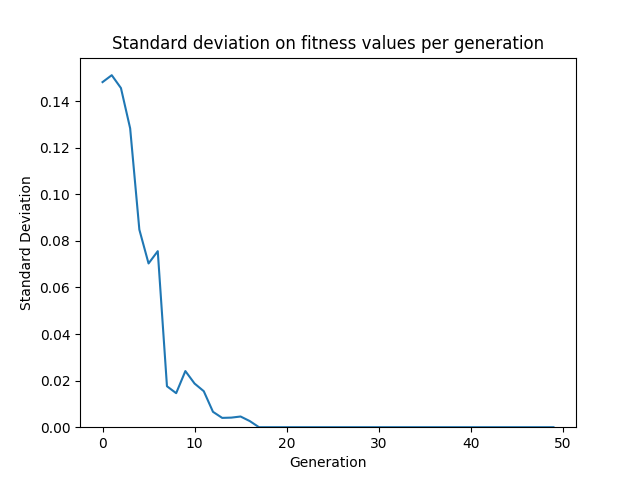 Standard deviation on fitness values per generation
Standard Deviation
0.14
0.12
0.10
0.08
0.06
0.04
0.02
0.00
0 10 20 30 40 50
Generation